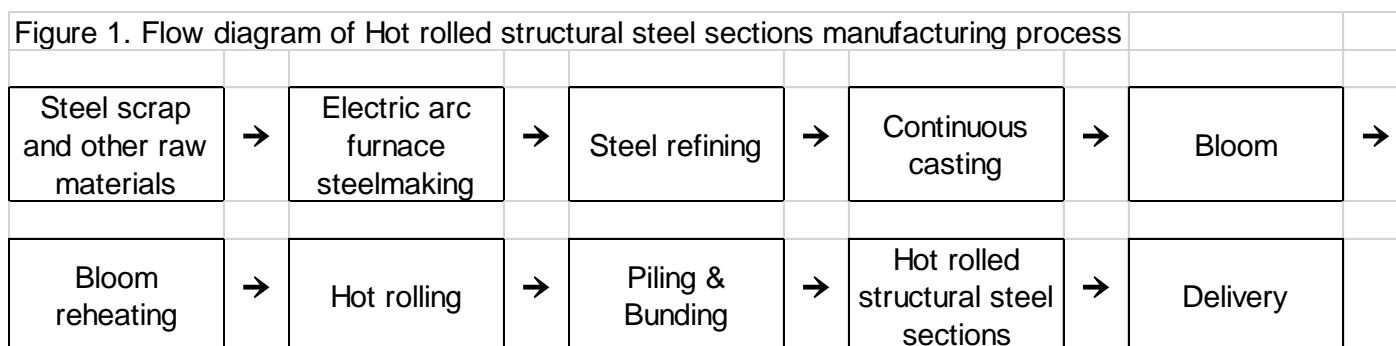 Figure 1. Flow diagram of Hot rolled structural steel sections manufacturing process
Steel scrap
and other raw
materials
→
Electric arc
furnace
steelmaking
→
Steel refining
→
Continuous
casting
→
Bloom
→
Bloom
reheating
→
Hot rolling
→
Piling &
Bunding
→
Hot rolled
structural steel
sections
→
Delivery